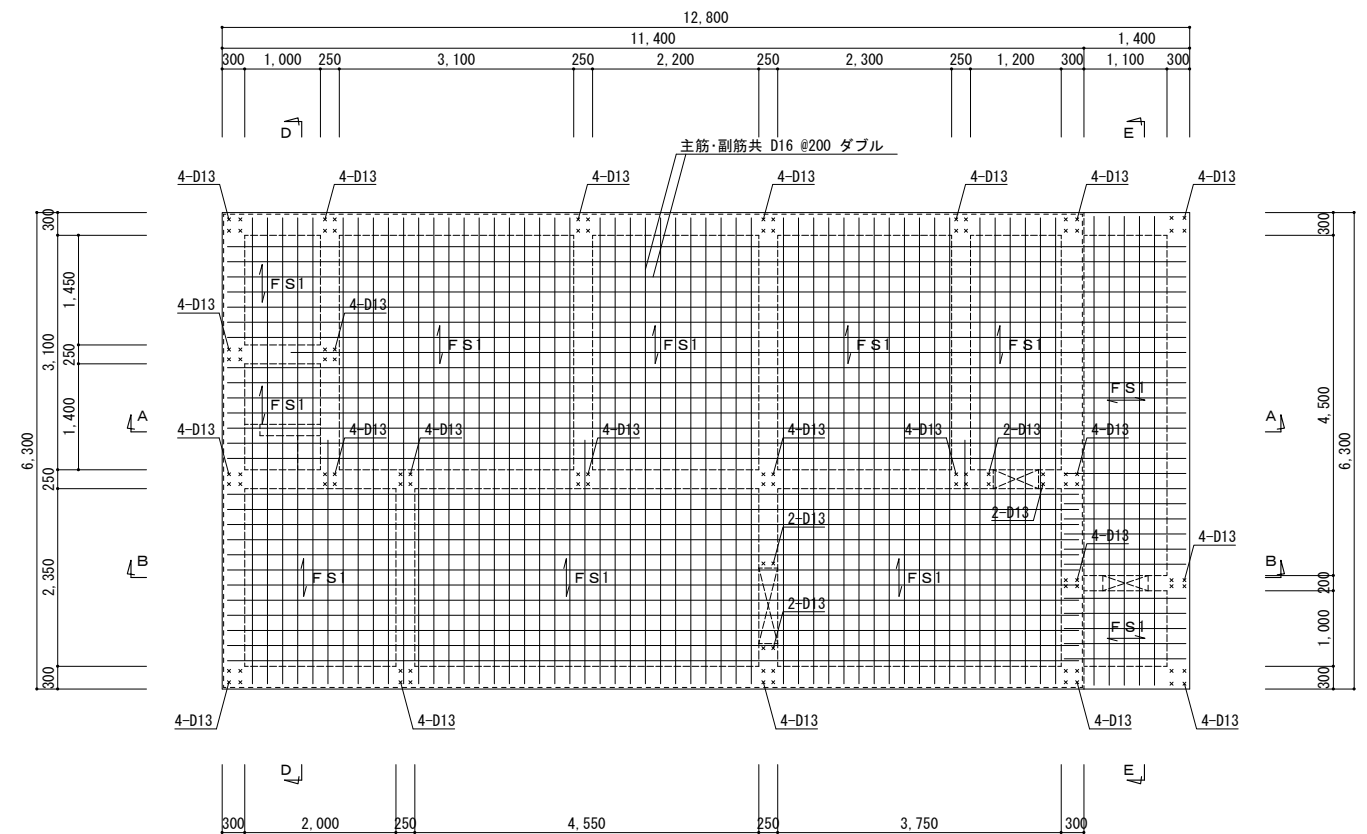 12,800
11,400
1,400
300
1,000
250
3,100
250
2,200
250
2,300
250
1,200
300
1,100
300
D
E
主筋・副筋共 D16 @200 ダブル
4-D13
4-D13
4-D13
4-D13
4-D13
4-D13
4-D13
300
300
FS1
1,450
4-D13
4-D13
3,100
250
FS1
FS1
FS1
FS1
FS1
FS1
1,400
4,500
A
A
4-D13
4-D13
4-D13
4-D13
4-D13
4-D13
2-D13
4-D13
6,300
6,300
250
2-D13
2-D13
4-D13
4-D13
B
B
2,350
FS1
FS1
FS1
200
2-D13
FS1
1,000
300
300
4-D13
4-D13
4-D13
4-D13
4-D13
D
E
300
2,000
250
4,550
250
3,750
300